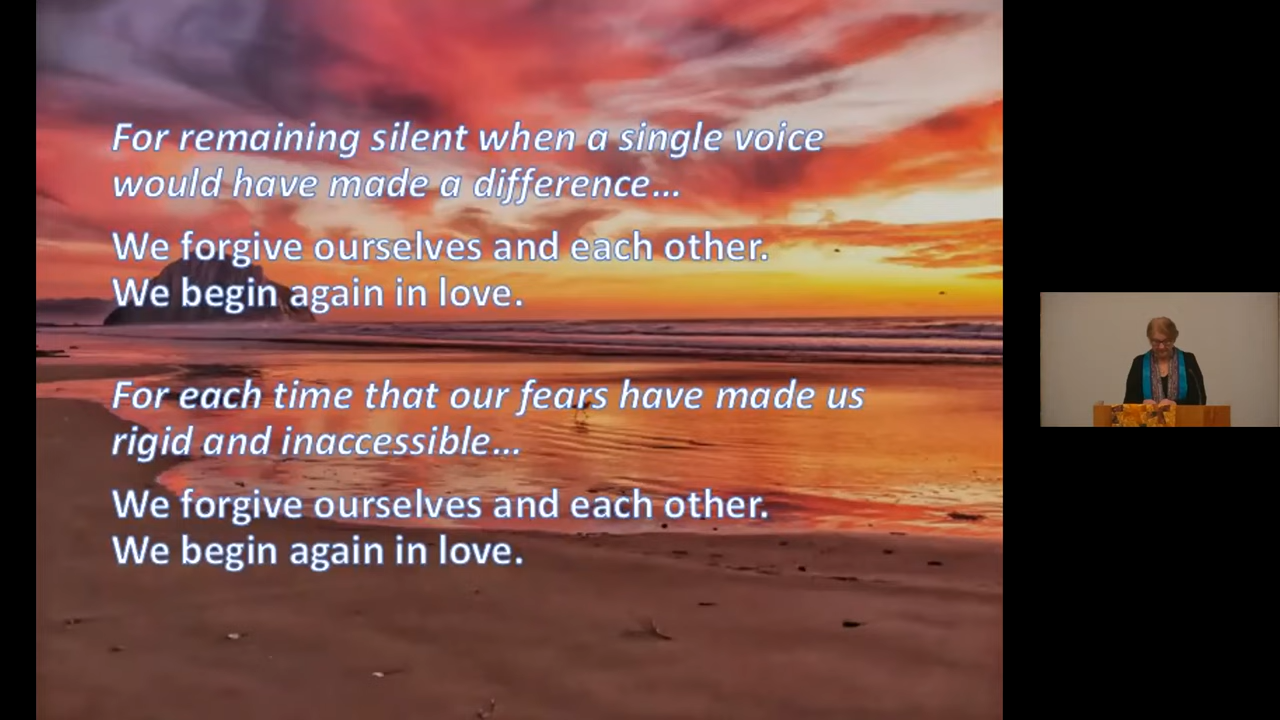 For remaining silent when a single voice
would have made a difference...
We forgive ourselves and each other.
We begin again in love.
For each time that our fears have made us
rigid and inaccessible...
We forgive ourselves and each other.
We begin again in love.